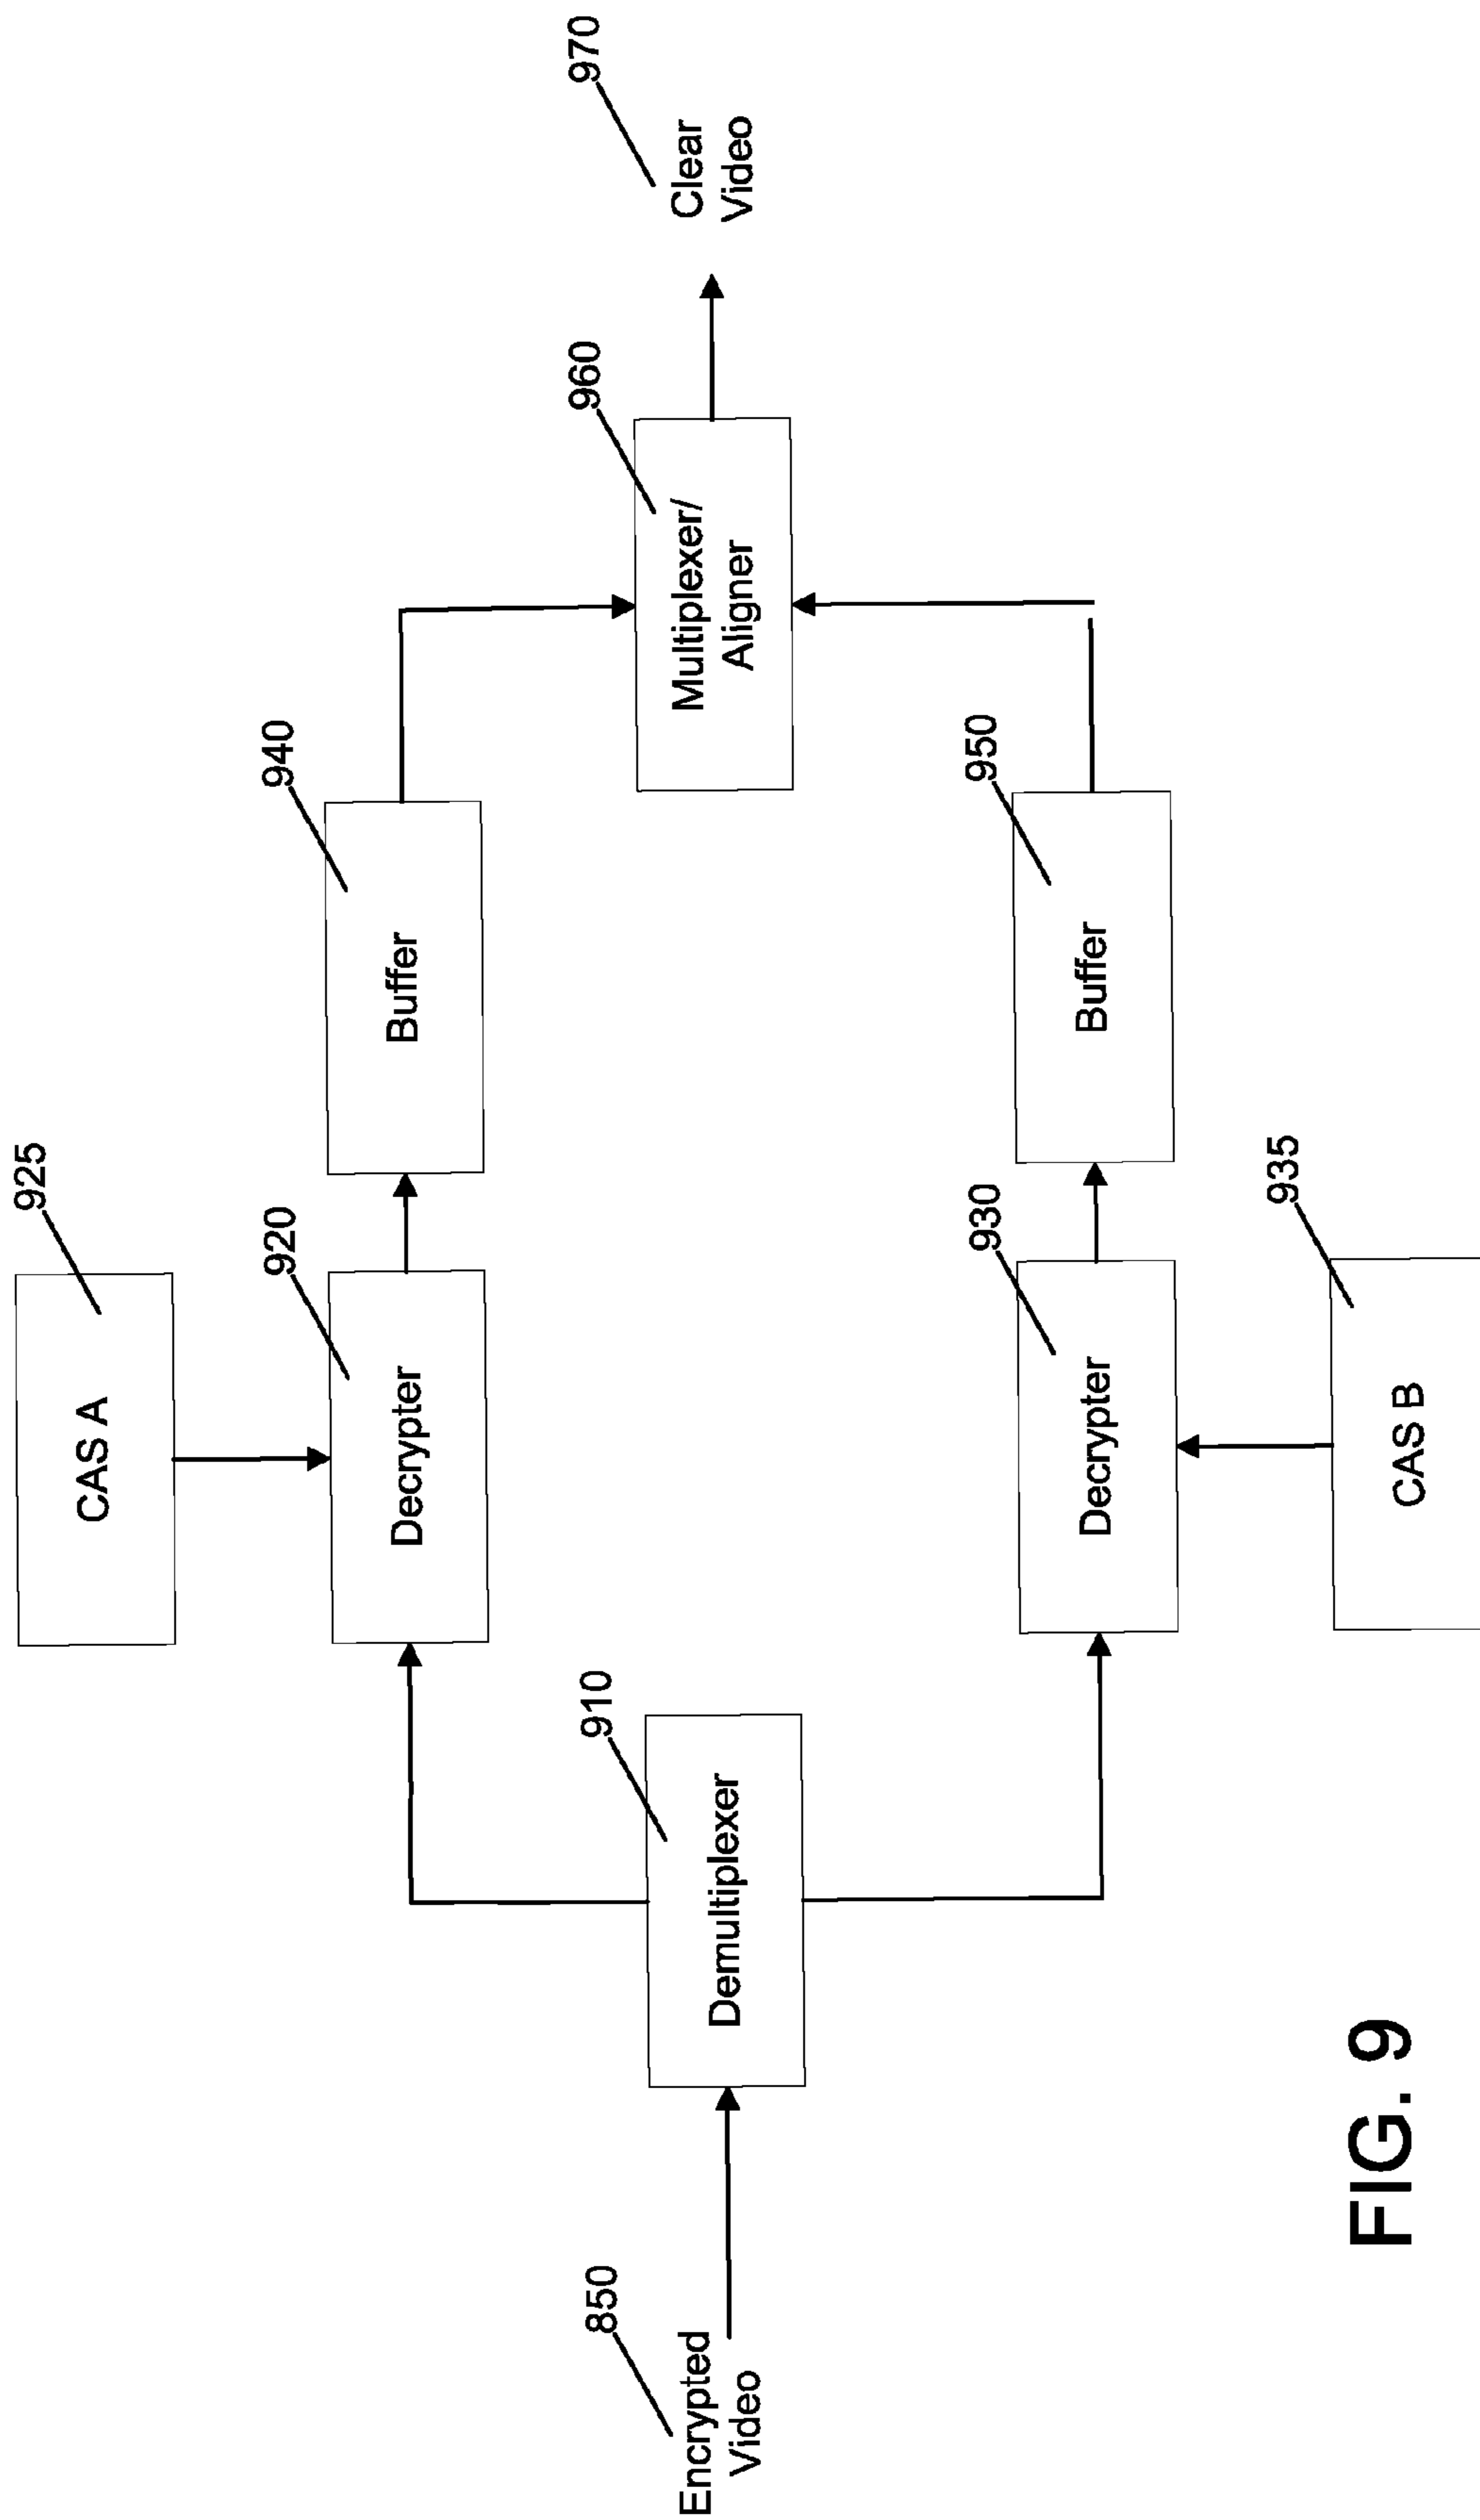 925
CAS A
920
Decrypter
940
Buffer
850
Encrypted
Video
910
Demultiplexer
960
Multiplexer/
Aligner
970
Clear
Video
930
Decrypter
950
Buffer
935
CAS B
FIG. 9